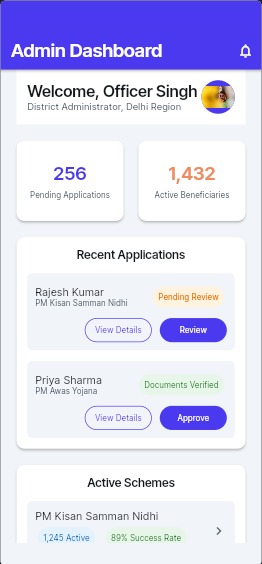 Admin Dashboard
Welcome, Officer Singh
District Administrator, Delhi Region
256
Pending Applications
1,432
Active Beneficiaries
Recent Applications
Rajesh Kumar
PM Kisan Samman Nidhi
Pending Review
View Details
Review
Priya Sharma
PM Awas Yojana
Documents Verified
View Details
Approve
Active Schemes
PM Kisan Samman Nidhi
1,245 Active
89% Success Rate